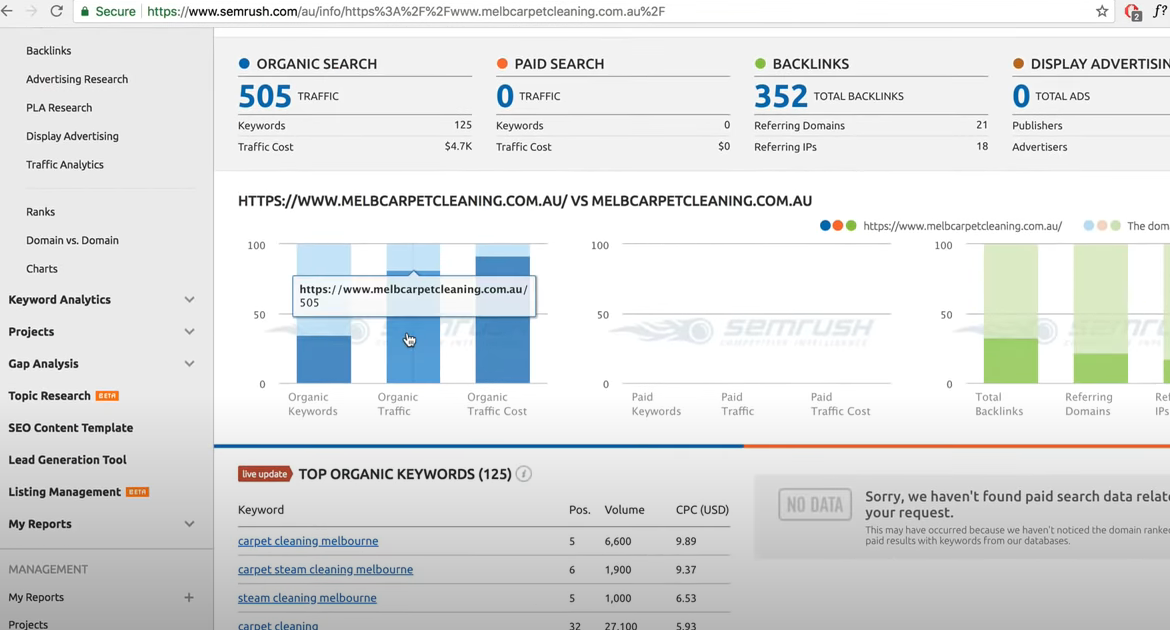 Secure
https://www.semrush.com/au/info/https%3A%2F%2Fwww.melbcarpetcleaning.com.au%2F
2
f?
Backlinks
Advertising Research
PLA Research
Display Advertising
Traffic Analytics
Ranks
Domain vs. Domain
Charts
Keyword Analytics
Projects
Gap Analysis
Topic Research BETA
SEO Content Template
Lead Generation Tool
Listing Management BETA
My Reports
MANAGEMENT
My Reports +
Projects
ORGANIC SEARCH
505 TRAFFIC
Keywords 125
Traffic Cost $4.7K
PAID SEARCH
0 TRAFFIC
Keywords 0
Traffic Cost $0
BACKLINKS
352 TOTAL BACKLINKS
Referring Domains 21
Referring IPs 18
DISPLAY ADVERTISIN
0 TOTAL ADS
Publishers
Advertisers
HTTPS://WWW.MELBCARPETCLEANING.COM.AU/ VS MELBCARPETCLEANING.COM.AU
https://www.melbcarpetcleaning.com.au/
The dom
100
50
0
https://www.melbcarpetcleaning.com.au/
505
Organic
Keywords
Organic
Traffic
Organic
Traffic Cost
100
50
0
semrush
Paid
Keywords
Paid
Traffic
Paid
Traffic Cost
100
50
0
Total
Backlinks
Referring
Domains
Ref
IPs
live update TOP ORGANIC KEYWORDS (125) i
Keyword Pos. Volume CPC (USD)
carpet cleaning melbourne 5 6,600 9.89
carpet steam cleaning melbourne 6 1,900 9.37
steam cleaning melbourne 5 1,000 6.53
carpet cleaning 32 27,100 5.93
NO DATA
Sorry, we haven't found paid search data relate
your request.
This may have occurred because we haven't noticed the domain ranked
paid results with keywords from our databases.